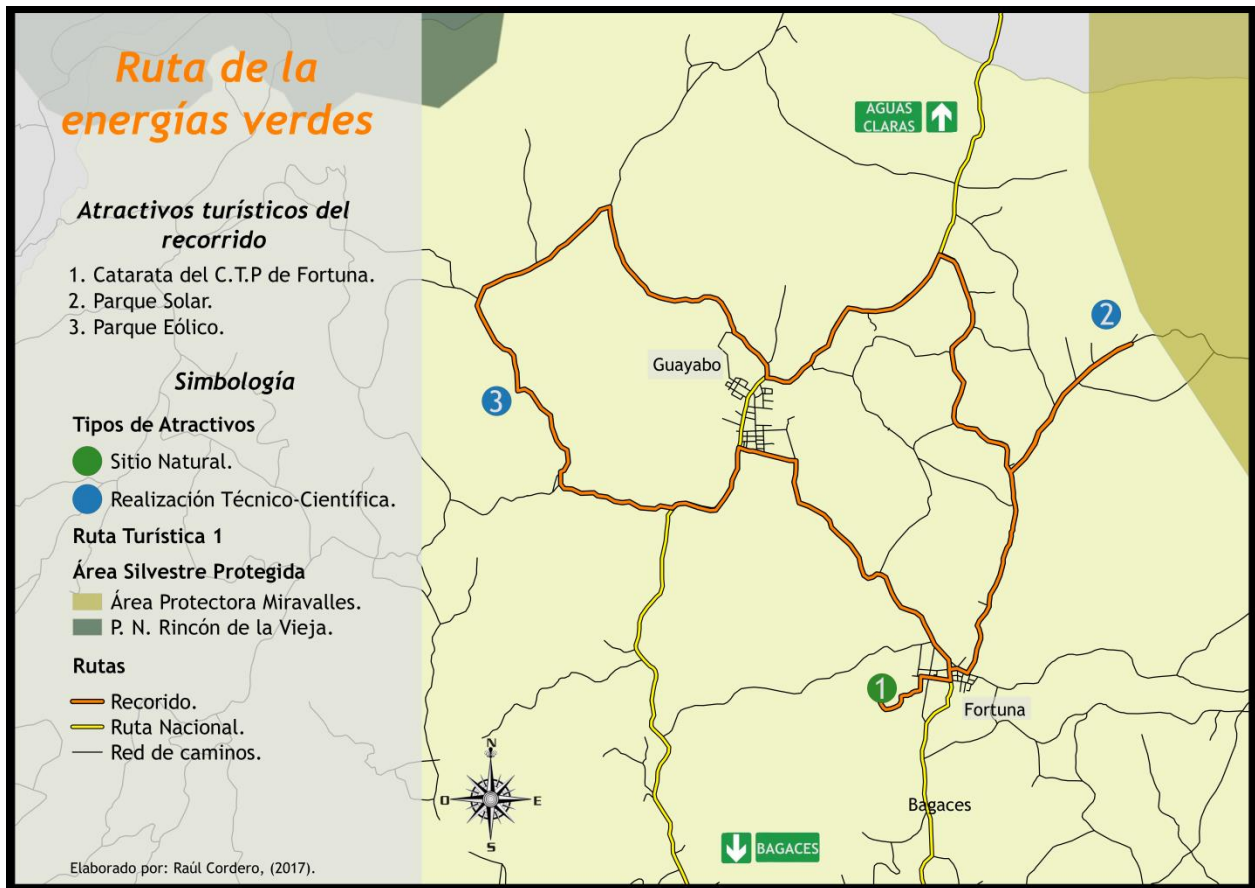 Ruta de la
energías verdes
Atractivos turísticos del
recorrido
1. Catarata del C.T.P de Fortuna.
2. Parque Solar.
3. Parque Eólico.
Simbología
Tipos de Atractivos
Sitio Natural.
Realización Técnico-Científica.
Ruta Turística 1
Área Silvestre Protegida
Área Protectora Miravalles.
P. N. Rincón de la Vieja.
Rutas
Recorido.
Ruta Nacional.
Red de caminos.
Elaborado por: Raúl Cordero, (2017).
AGUAS
CLARAS
2
Guayabo
3
1
Fortuna
N
O
E
S
Bagaces
BAGACES